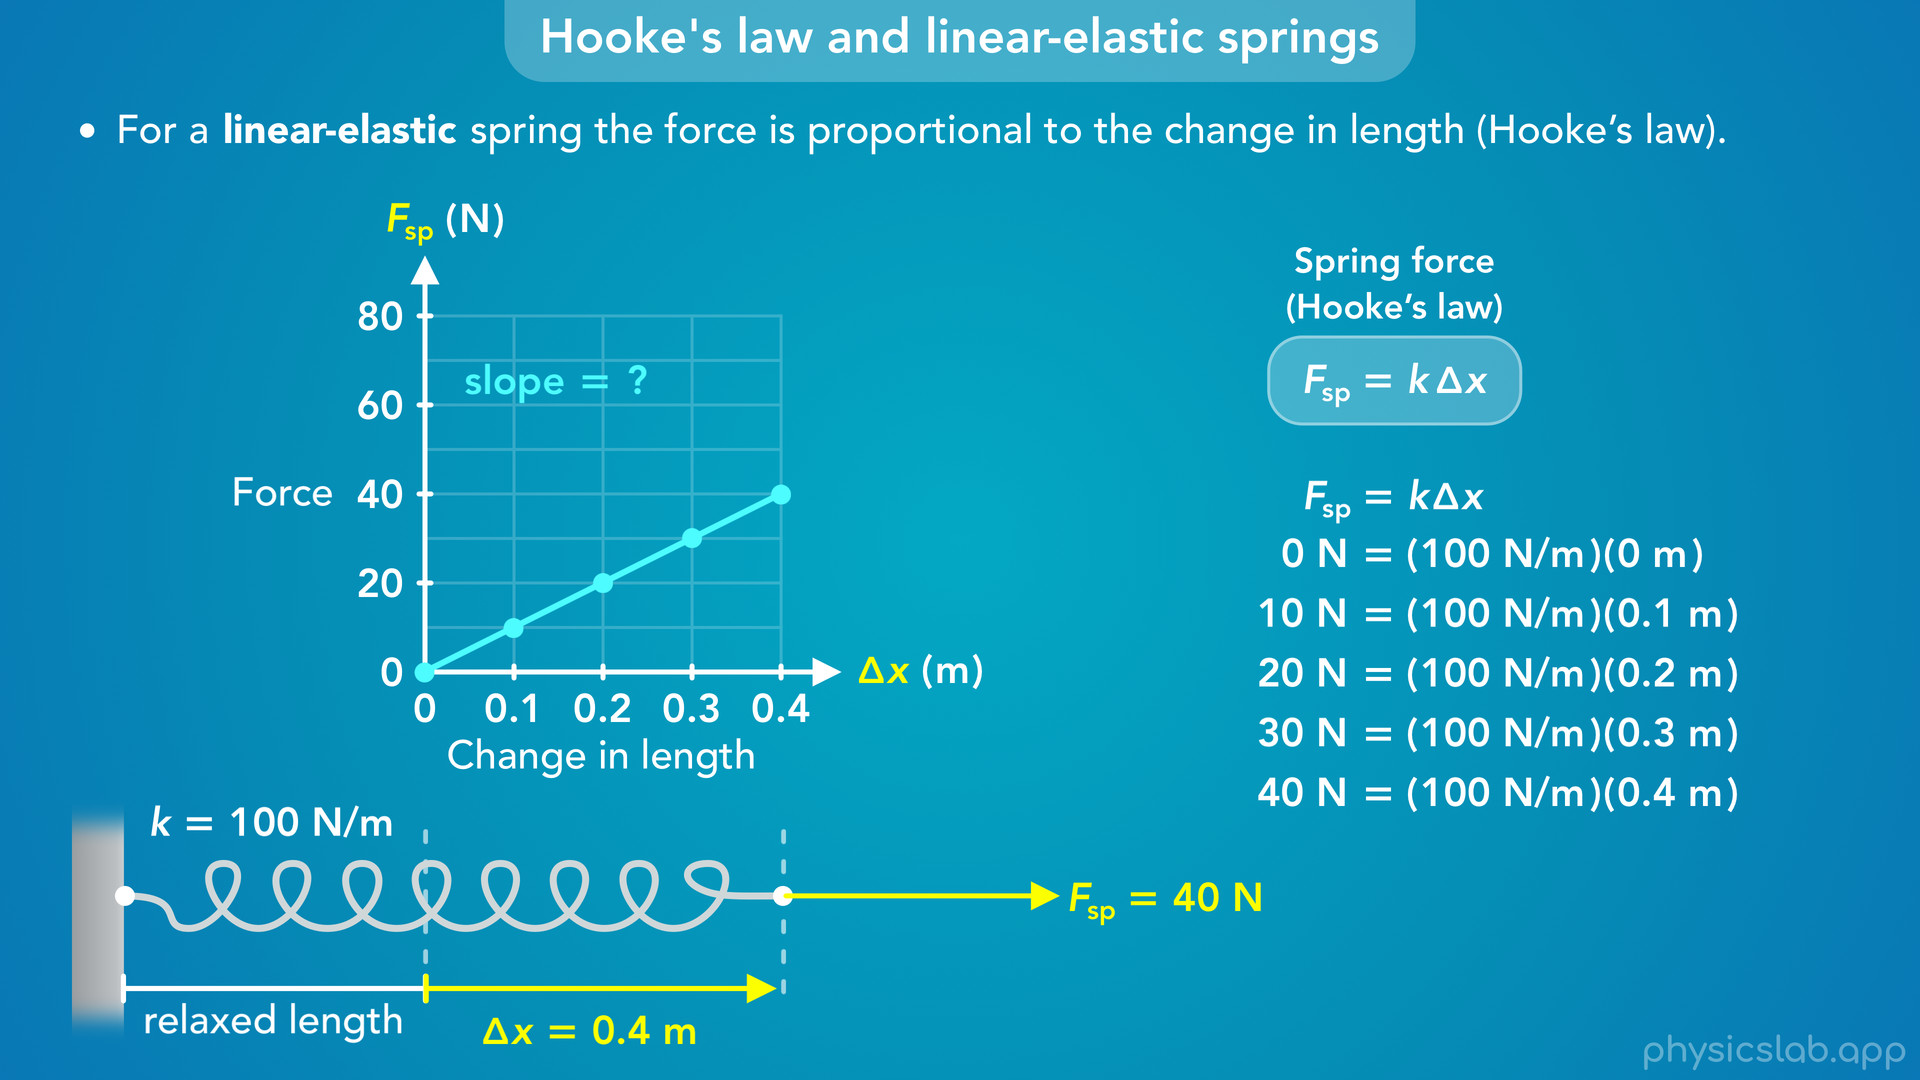 Hooke's law and linear-elastic springs
• For a linear-elastic spring the force is proportional to the change in length (Hooke’s law).
Fsp (N)
80
slope = ?
60
Force 40
20
0
Δx (m)
0 0.1 0.2 0.3 0.4
Change in length
Spring force
(Hooke’s law)
Fsp = kΔx
Fsp = kΔx
0 N = (100 N/m)(0 m)
10 N = (100 N/m)(0.1 m)
20 N = (100 N/m)(0.2 m)
30 N = (100 N/m)(0.3 m)
40 N = (100 N/m)(0.4 m)
k = 100 N/m
Fsp = 40 N
relaxed length
Δx = 0.4 m
physicslab.app